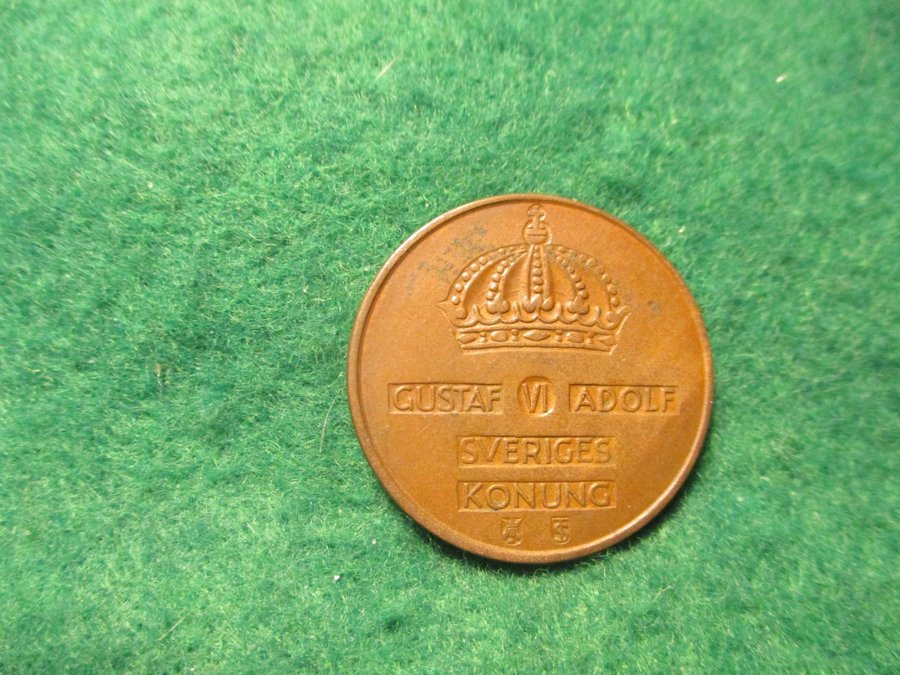 GUSTAF VI ADOLF
SVERIGES
KONUNG